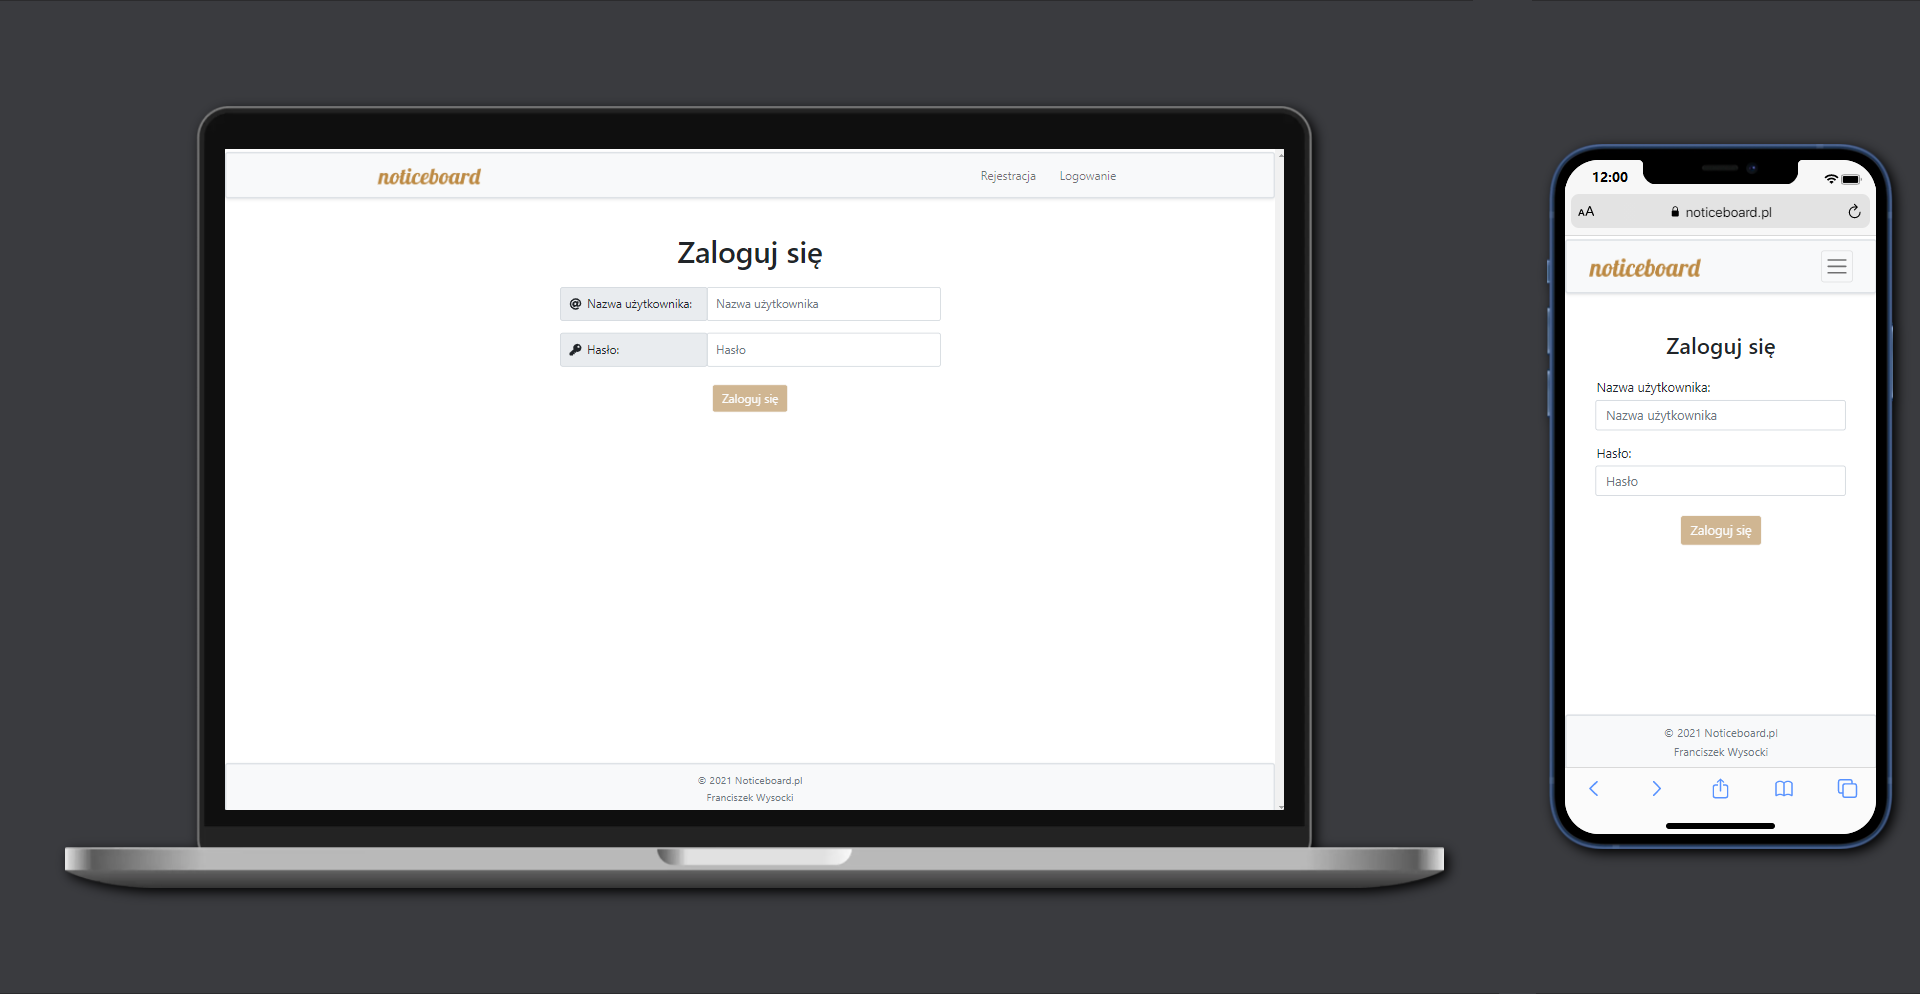 noticeboard
Rejestracja Logowanie
Zaloguj się
@ Nazwa użytkownika: Nazwa użytkownika
Hasło: Hasło
Zaloguj się
© 2021 Noticeboard.pl
Franciszek Wysocki
12:00
AA noticeboard.pl
noticeboard
Zaloguj się
Nazwa użytkownika:
Nazwa użytkownika
Hasło:
Hasło
Zaloguj się
© 2021 Noticeboard.pl
Franciszek Wysocki